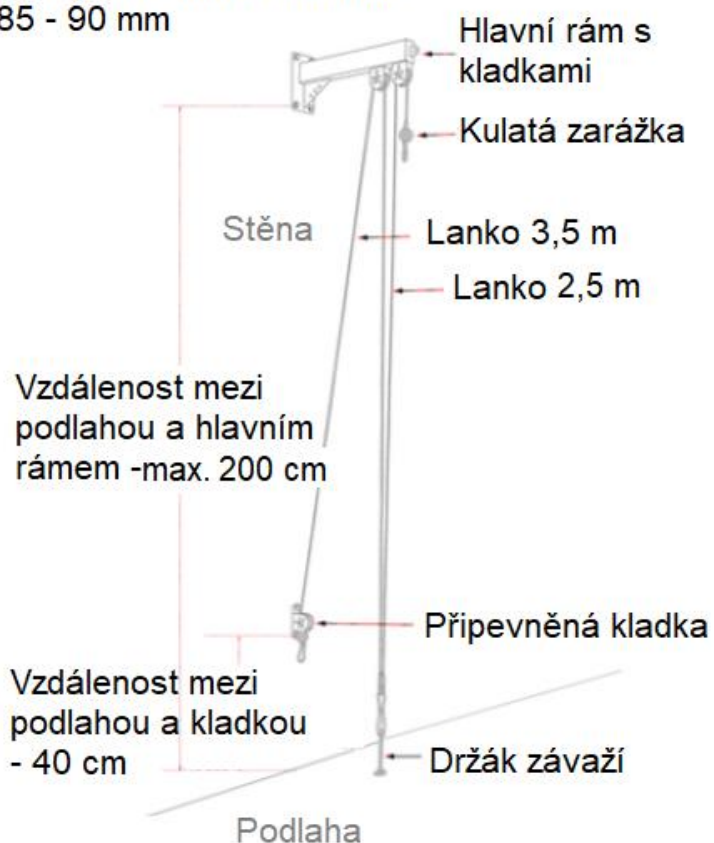 85 - 90 mm
Hlavní rám s
kladkami
Kulatá zarážka
Stěna
Lanko 3,5 m
Lanko 2,5 m
Vzdálenost mezi
podlahou a hlavním
rámem -max. 200 cm
Připevněná kladka
Vzdálenost mezi
podlahou a kladkou
- 40 cm
Držák závaží
Podlaha